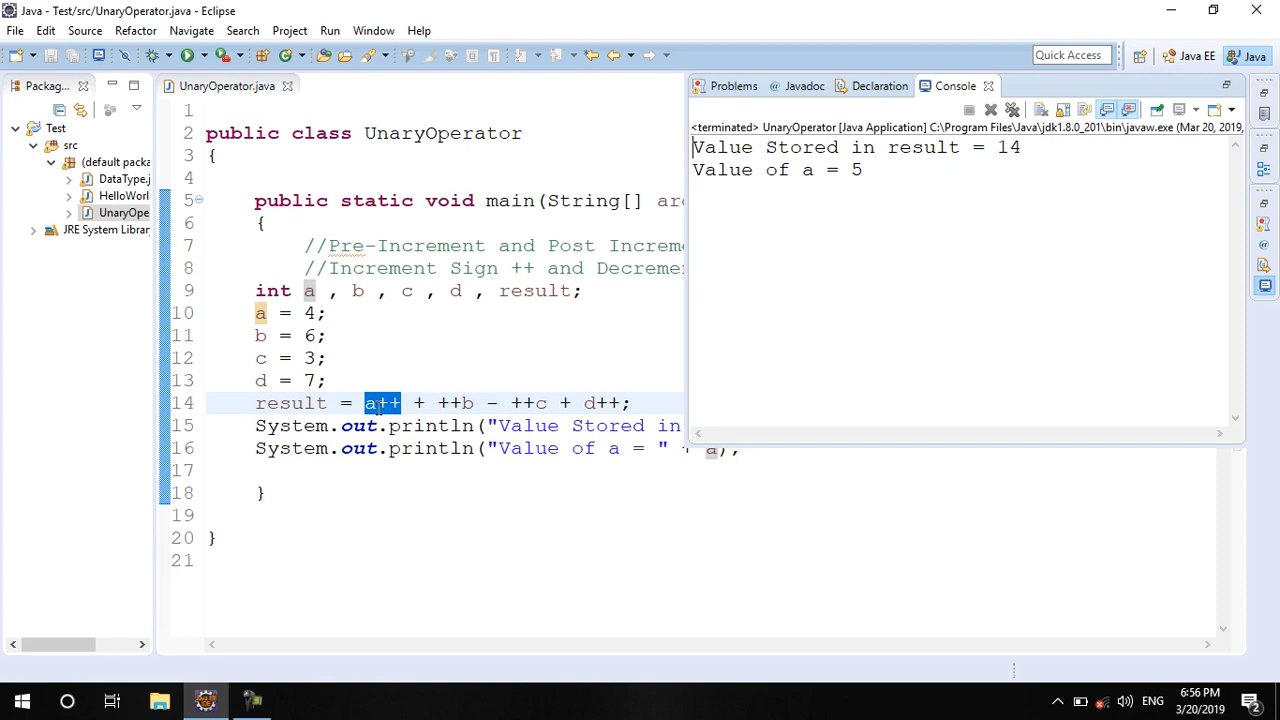 Java - Test/src/UnaryOperator.java - Eclipse
File Edit Source Refactor Navigate Search Project Run Window Help
Quick Access Java EE Java
Packag...
Test
src
(default packa
DataType.j
HelloWorl
UnaryOpe
JRE System Librar
UnaryOperator.java
1
2 public class UnaryOperator
3 {
4
5 public static void main(String[] ar
6 {
7 //Pre-Increment and Post Increm
8 //Increment Sign ++ and Decreme
9 int a , b , c , d , result;
10 a = 4;
11 b = 6;
12 c = 3;
13 d = 7;
14 result = a++ + ++b - ++c + d++;
15 System.out.println("Value Stored in
16 System.out.println("Value of a = " + a);
17
18 }
19
20 }
21
Problems Javadoc Declaration Console
<terminated> UnaryOperator [Java Application] C:\Program Files\Java\jdk1.8.0_201\bin\javaw.exe (Mar 20, 2019,
Value Stored in result = 14
Value of a = 5
ENG
6:56 PM
3/20/2019
2